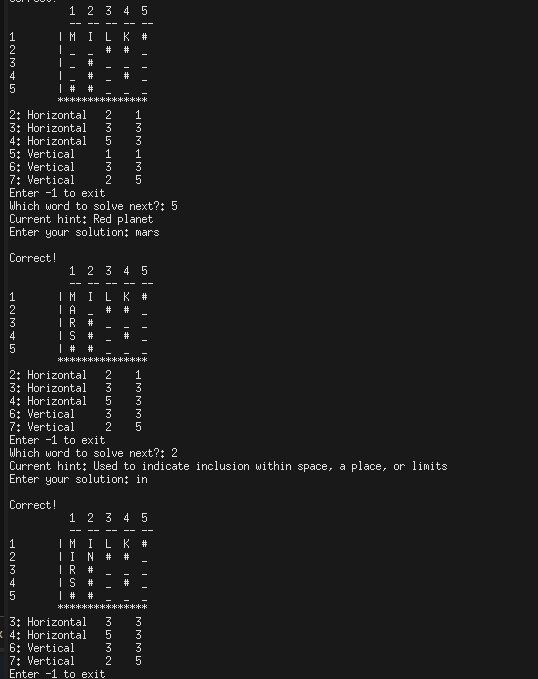 Correct!
1 2 3 4 5
-- -- -- -- --
1 | M I L K #
2 | _ _ # # _
3 | _ # _ _ _
4 | _ # _ # _
5 | # # _ _ _
***************
2: Horizontal 2 1
3: Horizontal 3 3
4: Horizontal 5 3
5: Vertical 1 1
6: Vertical 3 3
7: Vertical 2 5
Enter -1 to exit
Which word to solve next?: 5
Current hint: Red planet
Enter your solution: mars
Correct!
1 2 3 4 5
-- -- -- -- --
1 | M I L K #
2 | A _ # # _
3 | R # _ _ _
4 | S # _ # _
5 | # # _ _ _
***************
2: Horizontal 2 1
3: Horizontal 3 3
4: Horizontal 5 3
6: Vertical 3 3
7: Vertical 2 5
Enter -1 to exit
Which word to solve next?: 2
Current hint: Used to indicate inclusion within space, a place, or limits
Enter your solution: in
Correct!
1 2 3 4 5
-- -- -- -- --
1 | M I L K #
2 | I N # # _
3 | R # _ _ _
4 | S # _ # _
5 | # # _ _ _
***************
3: Horizontal 3 3
4: Horizontal 5 3
6: Vertical 3 3
7: Vertical 2 5
Enter -1 to exit